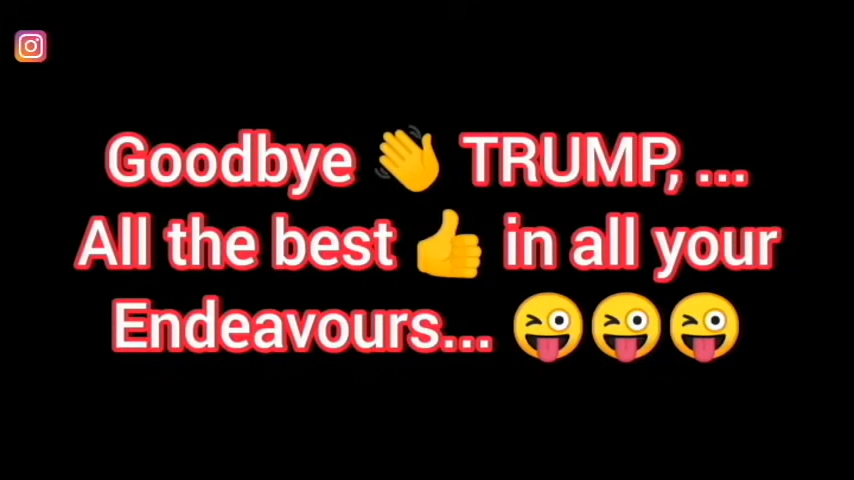 Goodbye 👋 TRUMP, ...
All the best 👍 in all your
Endeavours... 😜😜😜